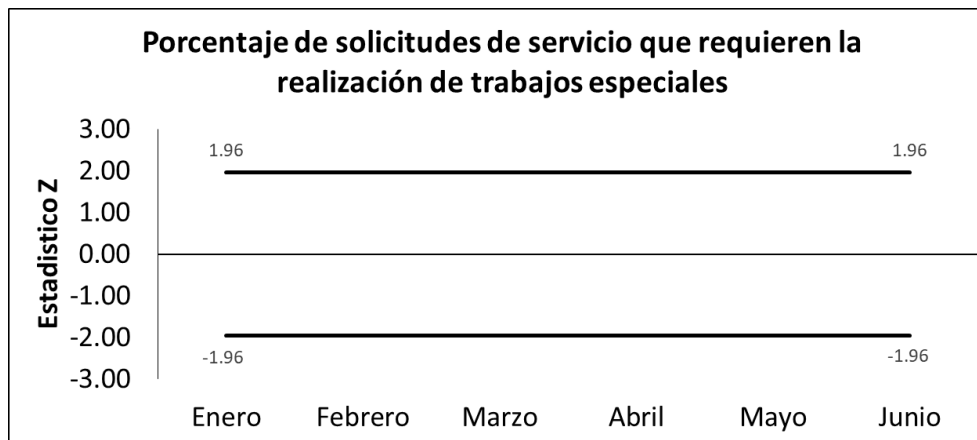 Porcentaje de solicitudes de servicio que requieren la
realización de trabajos especiales
Estadistico Z
3.00
2.00
1.00
0.00
-1.00
-2.00
-3.00
1.96
1.96
-1.96
-1.96
Enero Febrero Marzo Abril Mayo Junio